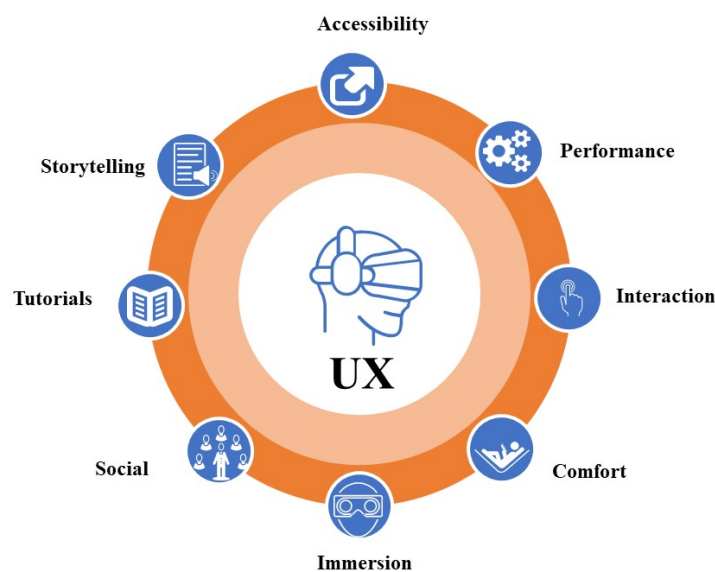 Accessibility
Performance
Interaction
Comfort
Immersion
Social
Tutorials
Storytelling
UX